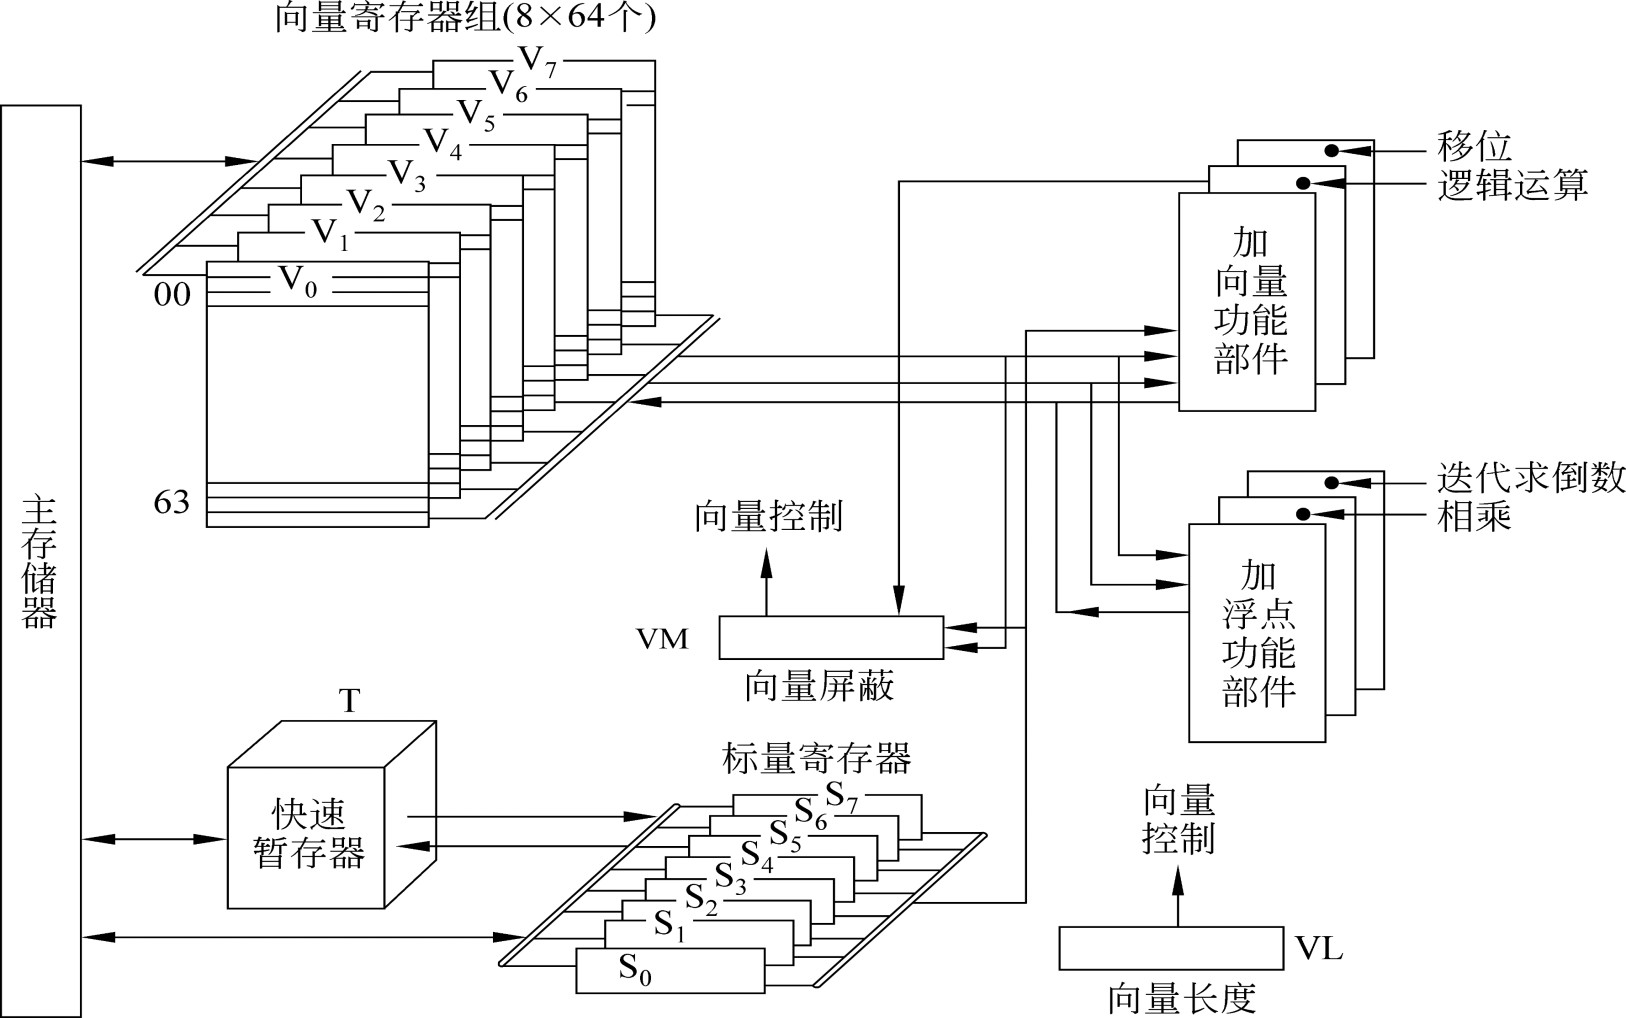 向量寄存器组(8×64个)
V7
V6
V5
V4
V3
V2
V1
V0
00
63
主存储器
移位
逻辑运算
加
向量
功能
部件
迭代求倒数
相乘
加
浮点
功能
部件
向量控制
VM
向量屏蔽
T
快速
暂存器
标量寄存器
S7
S6
S5
S4
S3
S2
S1
S0
向量
控制
VL
向量长度